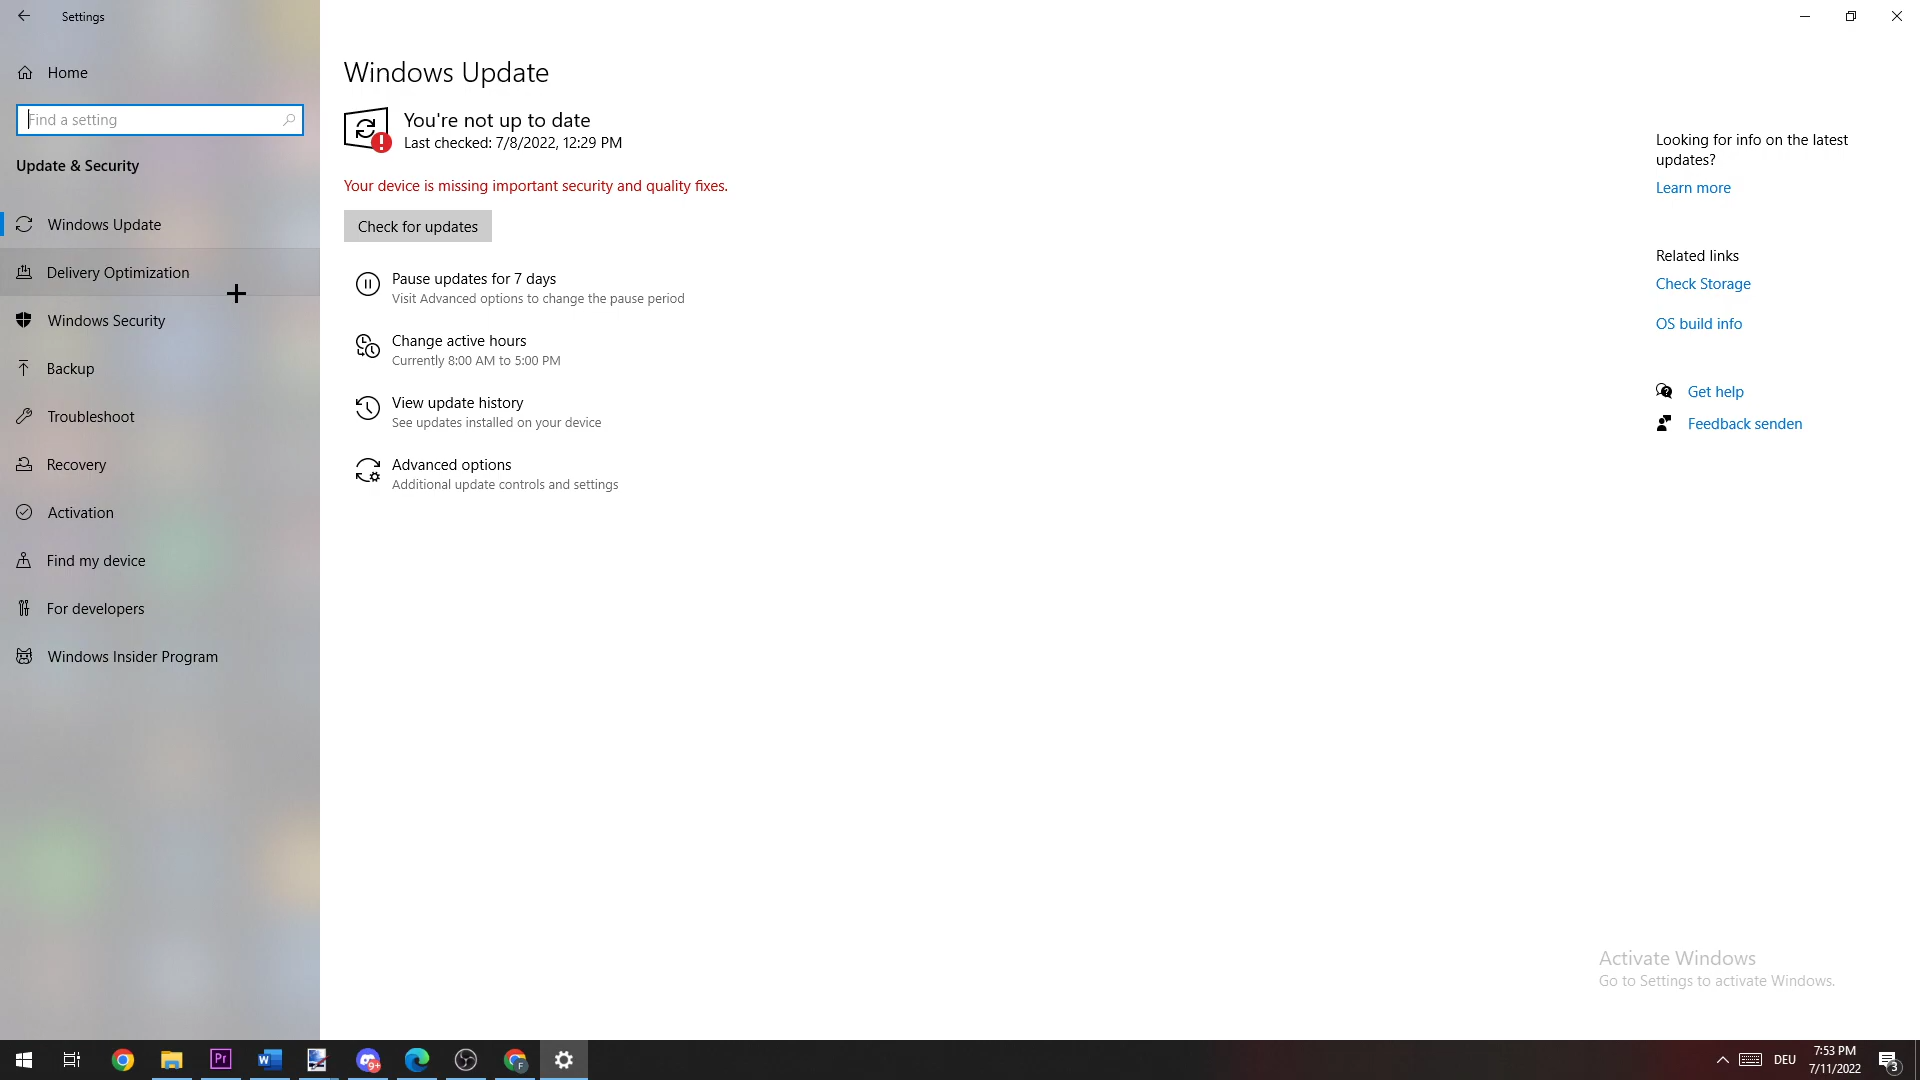 Settings
Home
Find a setting
Update & Security
Windows Update
Delivery Optimization
Windows Security
Backup
Troubleshoot
Recovery
Activation
Find my device
For developers
Windows Insider Program
Windows Update
You're not up to date
Last checked: 7/8/2022, 12:29 PM
Your device is missing important security and quality fixes.
Check for updates
Pause updates for 7 days
Visit Advanced options to change the pause period
Change active hours
Currently 8:00 AM to 5:00 PM
View update history
See updates installed on your device
Advanced options
Additional update controls and settings
Looking for info on the latest
updates?
Learn more
Related links
Check Storage
OS build info
Get help
Feedback senden
Activate Windows
Go to Settings to activate Windows.
Pr
W
9+
F
DEU
7:53 PM
7/11/2022
3